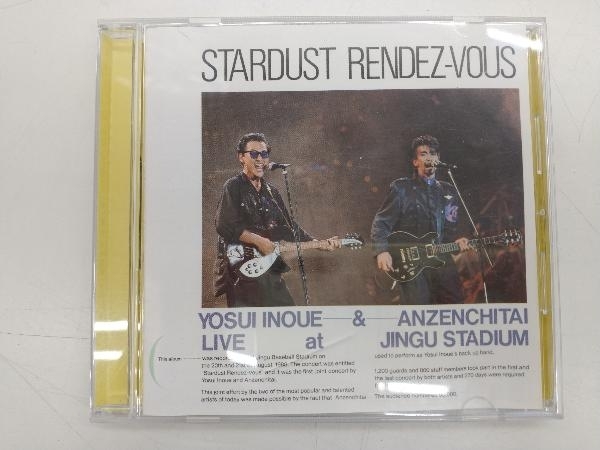 STARDUST RENDEZ-VOUS
YOSUI INOUE & ANZENCHITAI
LIVE at JINGU STADIUM
This album was Jingu Baseball Stadium on
the 20th and 21st August 1986. The concert was entitled
'Stardust Rendez-vous' and it was the first joint concert by
Yosui Inoue and Anzenchitai.
This joint effort by the two of the most popular and talented
artists of today was made possible by the fact that Anzenchitai
used to perform as Yosui Inoue's back up band.
1,200 guards and 800 staff members took part in the first and
the last concert by both artists and 270 days were required.
The audience numbered